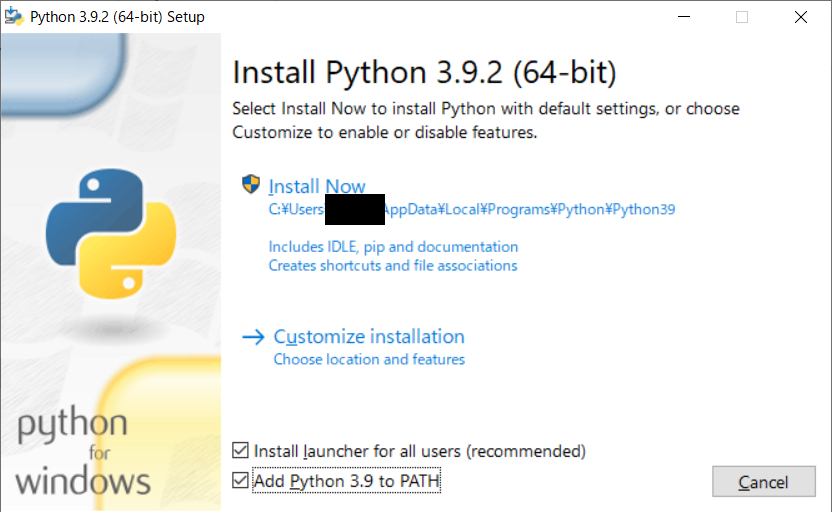 Python 3.9.2 (64-bit) Setup
Install Python 3.9.2 (64-bit)
Select Install Now to install Python with default settings, or choose
Customize to enable or disable features.
Install Now
C:¥Users AppData¥Local¥Programs¥Python¥Python39
Includes IDLE, pip and documentation
Creates shortcuts and file associations
Customize installation
Choose location and features
python
for
windows
Install launcher for all users (recommended)
Add Python 3.9 to PATH
Cancel